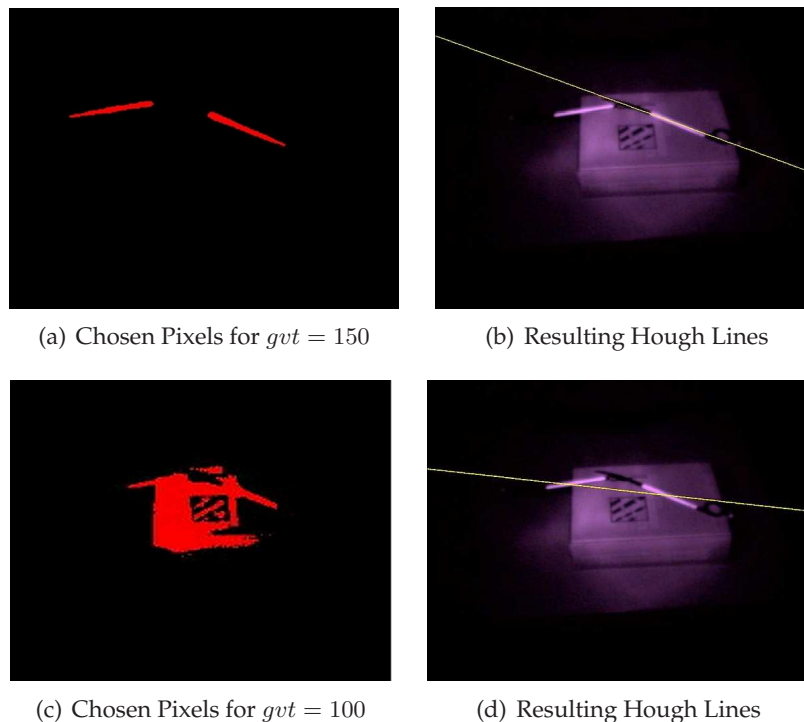 (a) Chosen Pixels for gvt = 150
(b) Resulting Hough Lines
(c) Chosen Pixels for gvt = 100
(d) Resulting Hough Lines